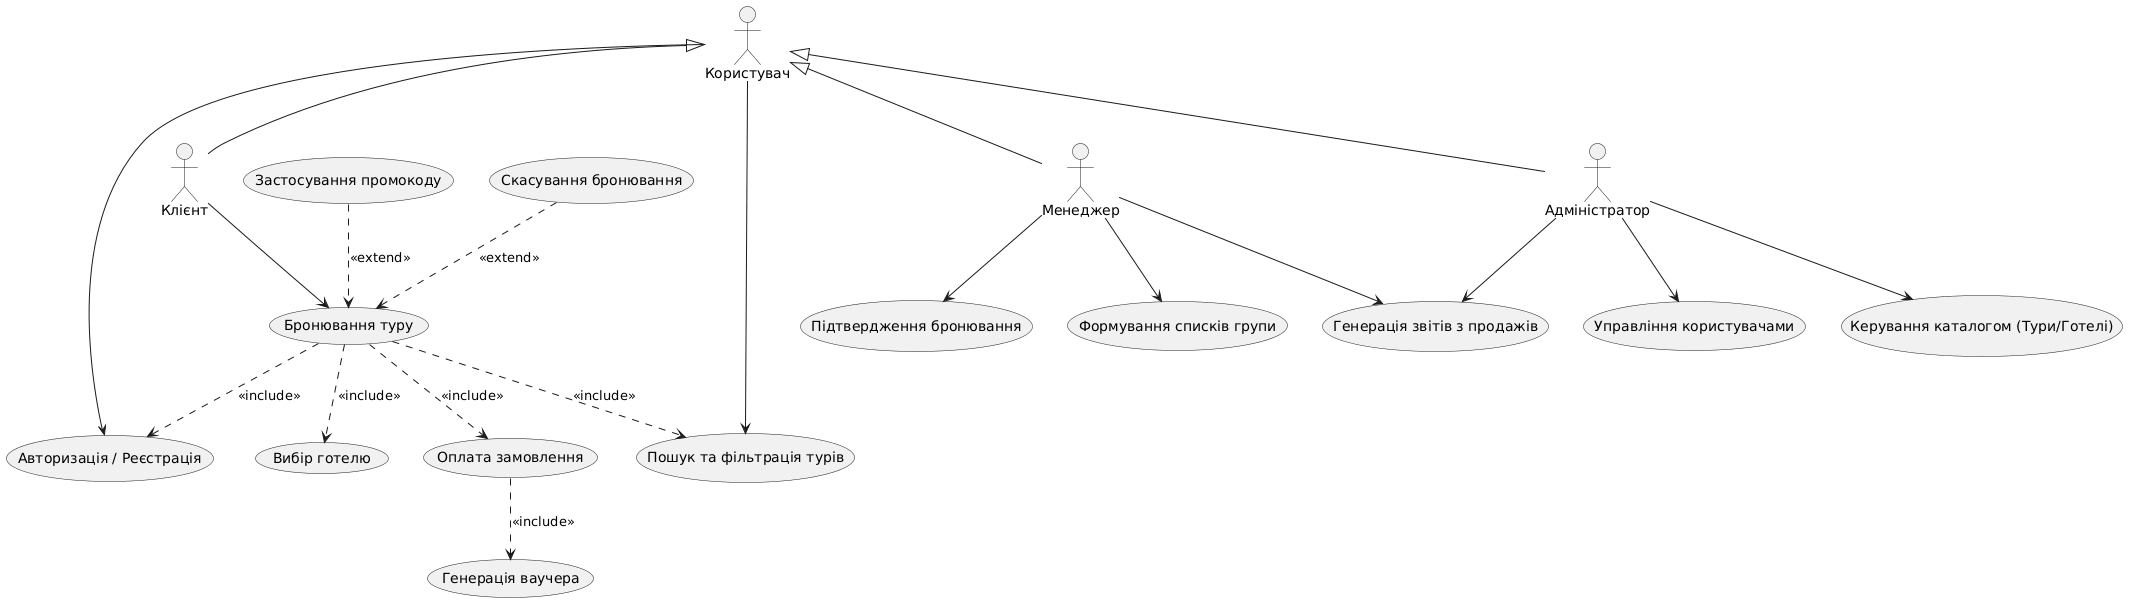 Користувач
Клієнт
Застосування промокоду
Скасування бронювання
Менеджер
Адміністратор
«extend»
«extend»
Бронювання туру
Підтвердження бронювання
Формування списків групи
Генерація звітів з продажів
Управління користувачами
Керування каталогом (Тури/Готелі)
«include»
«include»
«include»
«include»
Авторизація / Реєстрація
Вибір готелю
Оплата замовлення
Пошук та фільтрація турів
«include»
Генерація ваучера